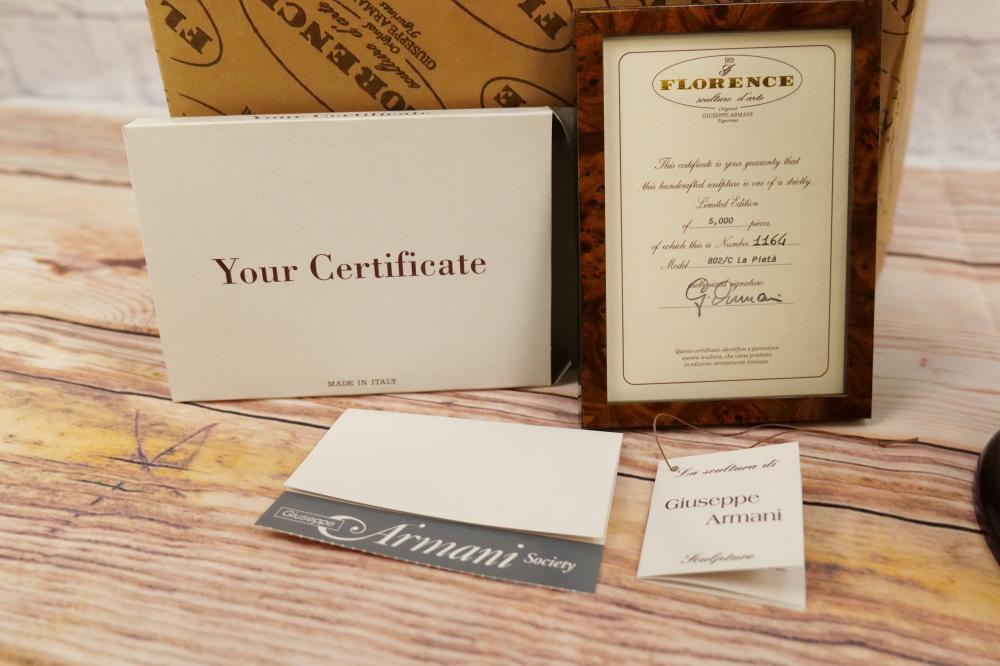 FLORENCE
sculture d'arte
Original
GIUSEPPE ARMANI
Figurines
Your Certificate
Your Certificate
MADE IN ITALY
1973
FLORENCE
sculture d'arte
Original
GIUSEPPE ARMANI
Figurines
This certificate is your guaranty that
this handcrafted sculpture is one of a strictly
Limited Edition
of 5,000 pieces.
of which this is Number 1164
Model 802/C La Pietà
authorized signature.
G. Armani
Questo certificato identifica e garantisce
questa scultura, che viene prodotta
in edizione strettamente limitata.
Giuseppe
Armani Society
La scultura di
Giuseppe
Armani
Sculpture